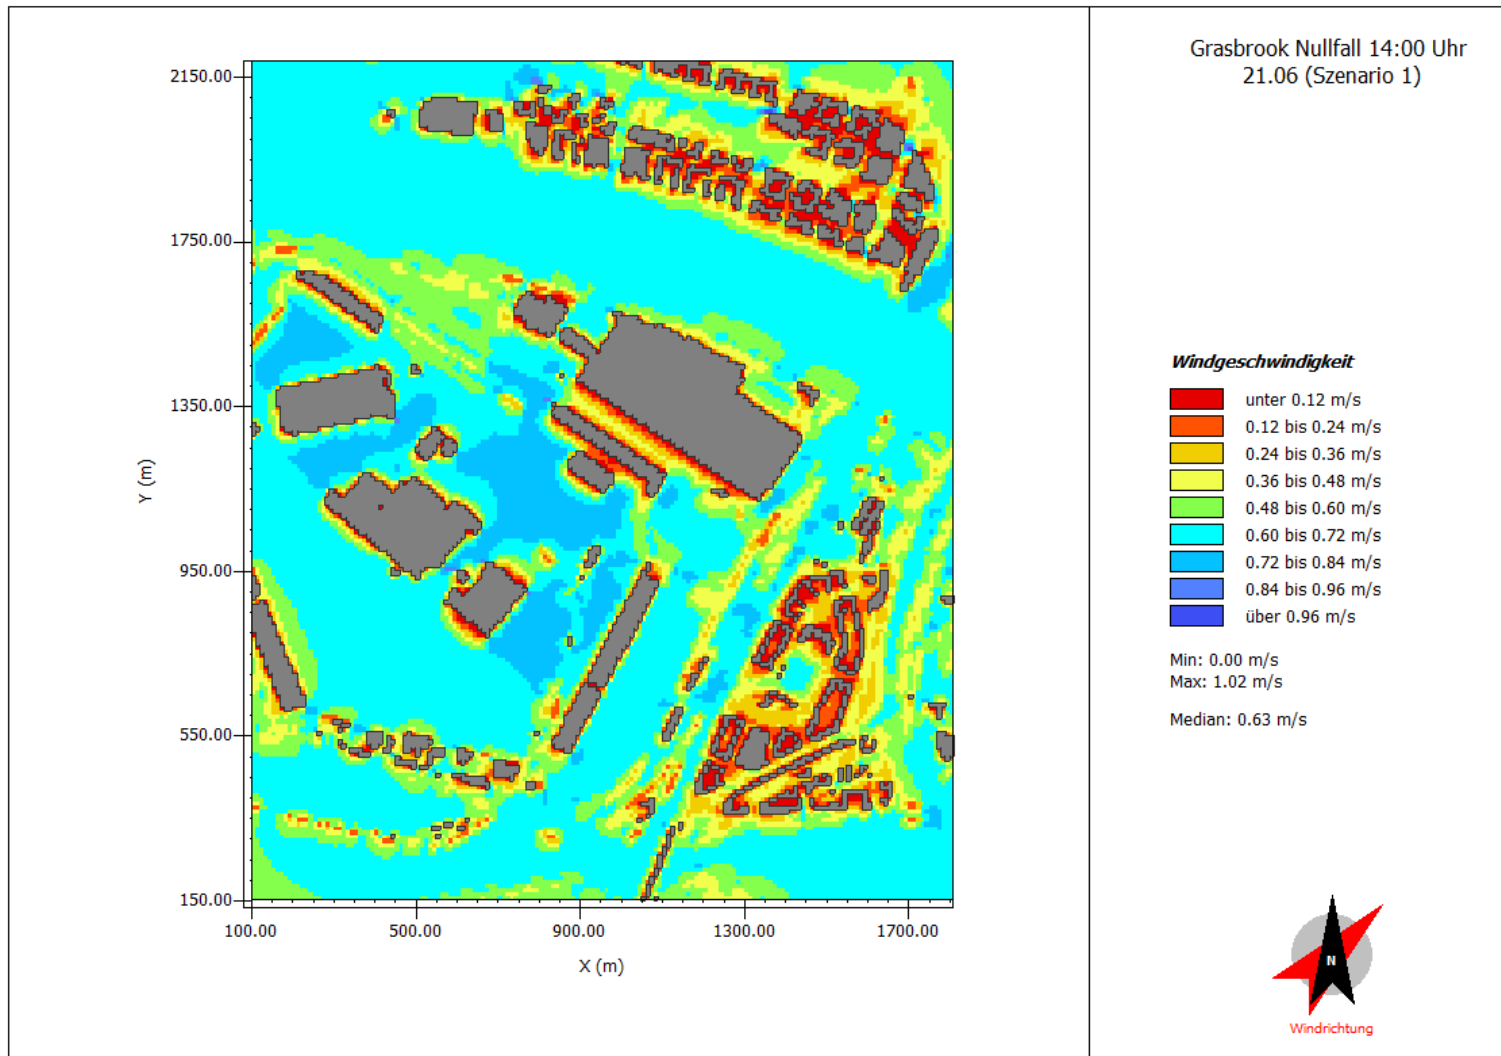 Grasbrook Nullfall 14:00 Uhr
21.06 (Szenario 1)
2150.00
1750.00
1350.00
950.00
550.00
150.00
Y (m)
100.00
500.00
900.00
1300.00
1700.00
X (m)
Windgeschwindigkeit
unter 0.12 m/s
0.12 bis 0.24 m/s
0.24 bis 0.36 m/s
0.36 bis 0.48 m/s
0.48 bis 0.60 m/s
0.60 bis 0.72 m/s
0.72 bis 0.84 m/s
0.84 bis 0.96 m/s
über 0.96 m/s
Min: 0.00 m/s
Max: 1.02 m/s
Median: 0.63 m/s
N
Windrichtung